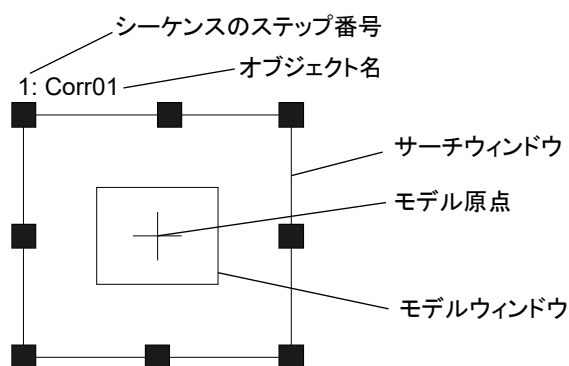 シーケンスのステップ番号
オブジェクト名
1: Corr01
サーチウィンドウ
モデル原点
モデルウィンドウ